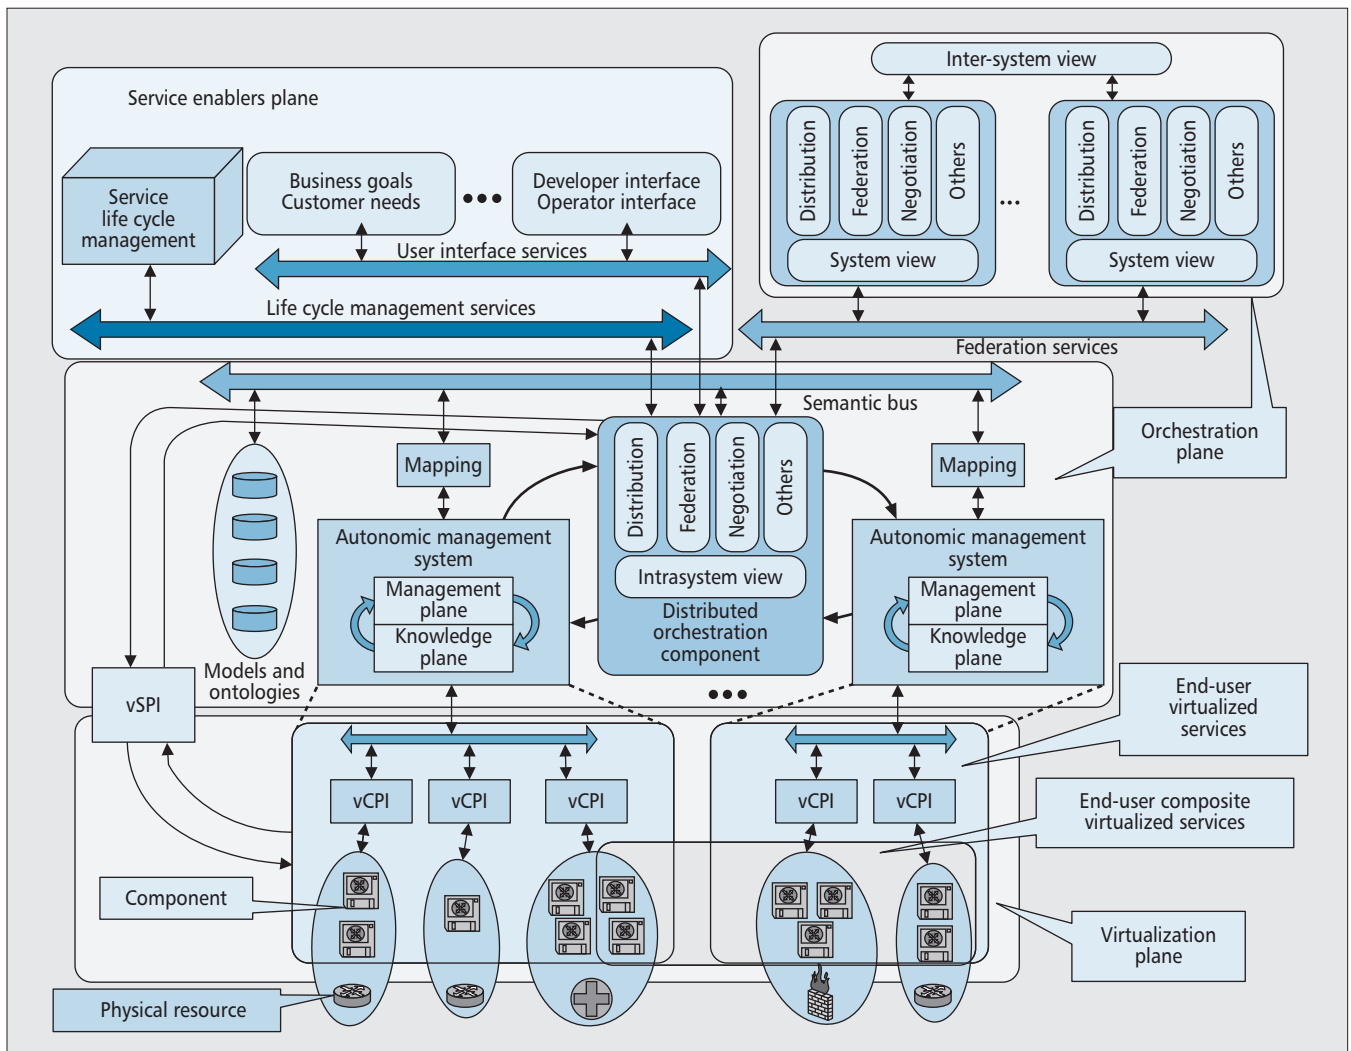 Service enablers plane
Service
life cycle
management
Business goals
Customer needs
Developer interface
Operator interface
User interface services
Life cycle management services
Inter-system view
Distribution
Federation
Negotiation
Others
System view
...
Distribution
Federation
Negotiation
Others
System view
Federation services
Orchestration
plane
Semantic bus
Mapping
Mapping
Models and
ontologies
Autonomic management
system
Management
plane
Knowledge
plane
Distribution
Federation
Negotiation
Others
Intrasystem view
Distributed
orchestration
component
Autonomic management
system
Management
plane
Knowledge
plane
vSPI
vCPI
vCPI
vCPI
vCPI
vCPI
End-user
virtualized
services
End-user composite
virtualized services
Component
Virtualization
plane
Physical resource